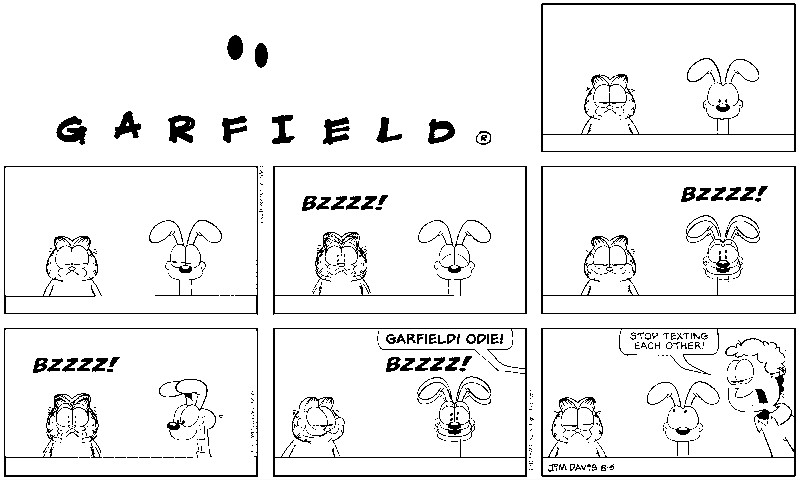 GARFIELD®
BZZZZ!
BZZZZ!
BZZZZ!
GARFIELD! ODIE!
BZZZZ!
STOP TEXTING
EACH OTHER!
JIM DAVIS